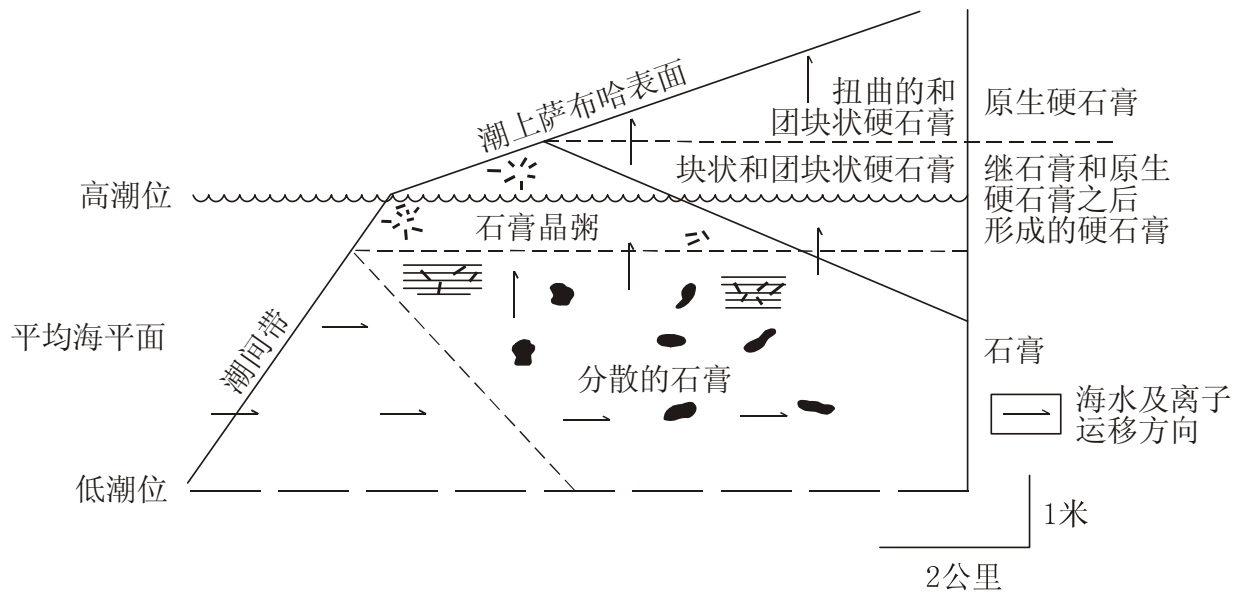 潮上萨布哈表面
扭曲的和
团块状硬石膏
原生硬石膏
块状和团块状硬石膏
继石膏和原生
硬石膏之后
形成的硬石膏
高潮位
石膏晶粥
平均海平面
潮间带
分散的石膏
石膏
海水及离子
运移方向
低潮位
1米
2公里